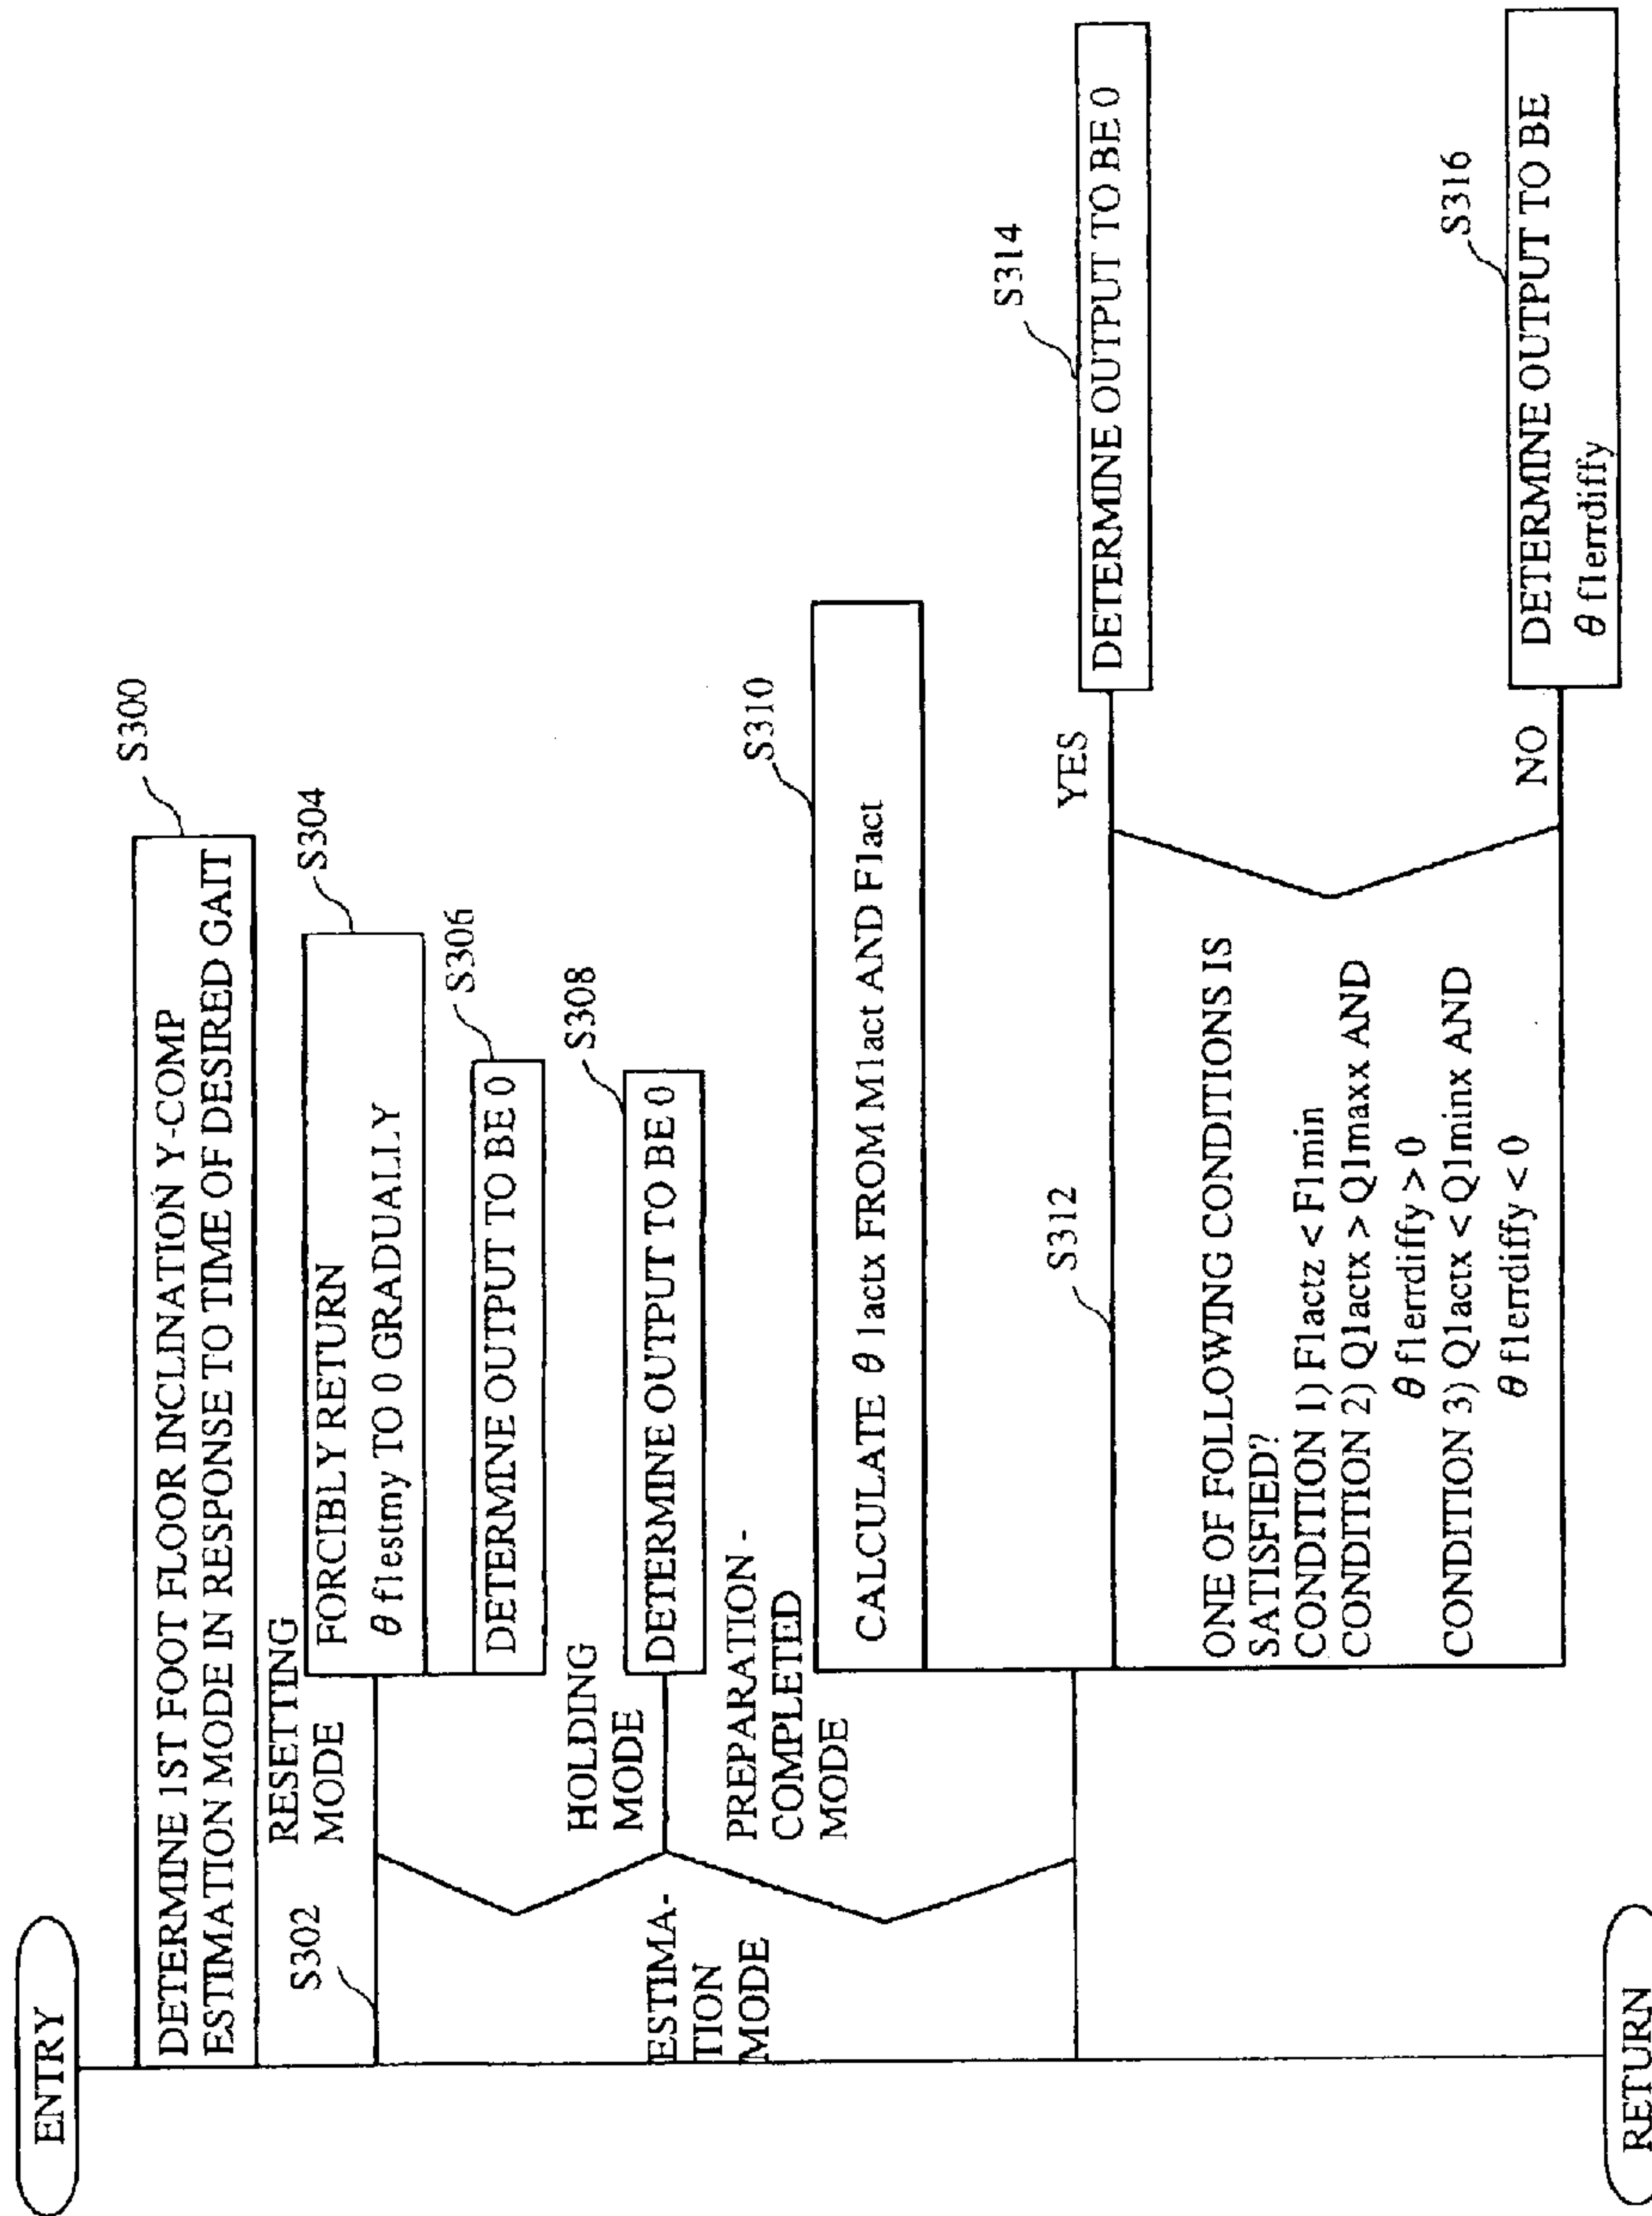 ENTRY
S300
DETERMINE 1ST FOOT FLOOR INCLINATION Y-COMP
ESTIMATION MODE IN RESPONSE TO TIME OF DESIRED GAIT
S302
RESETTING
MODE
S304
FORCIBLY RETURN
θ f1estmy TO 0 GRADUALLY
S306
DETERMINE OUTPUT TO BE 0
ESTIMA-
TION
MODE
HOLDING
MODE
S308
DETERMINE OUTPUT TO BE 0
PREPARATION -
COMPLETED
MODE
S310
CALCULATE θ 1actx FROM M1act AND F1act
S312
ONE OF FOLLOWING CONDITIONS IS
SATISFIED?
CONDITION 1) F1actz < F1min
CONDITION 2) Q1actx > Q1maxx AND
θ f1errdiffy > 0
CONDITION 3) Q1actx < Q1minx AND
θ f1errdiffy < 0
YES
S314
DETERMINE OUTPUT TO BE 0
NO
S316
DETERMINE OUTPUT TO BE
θ f1errdiffy
RETURN